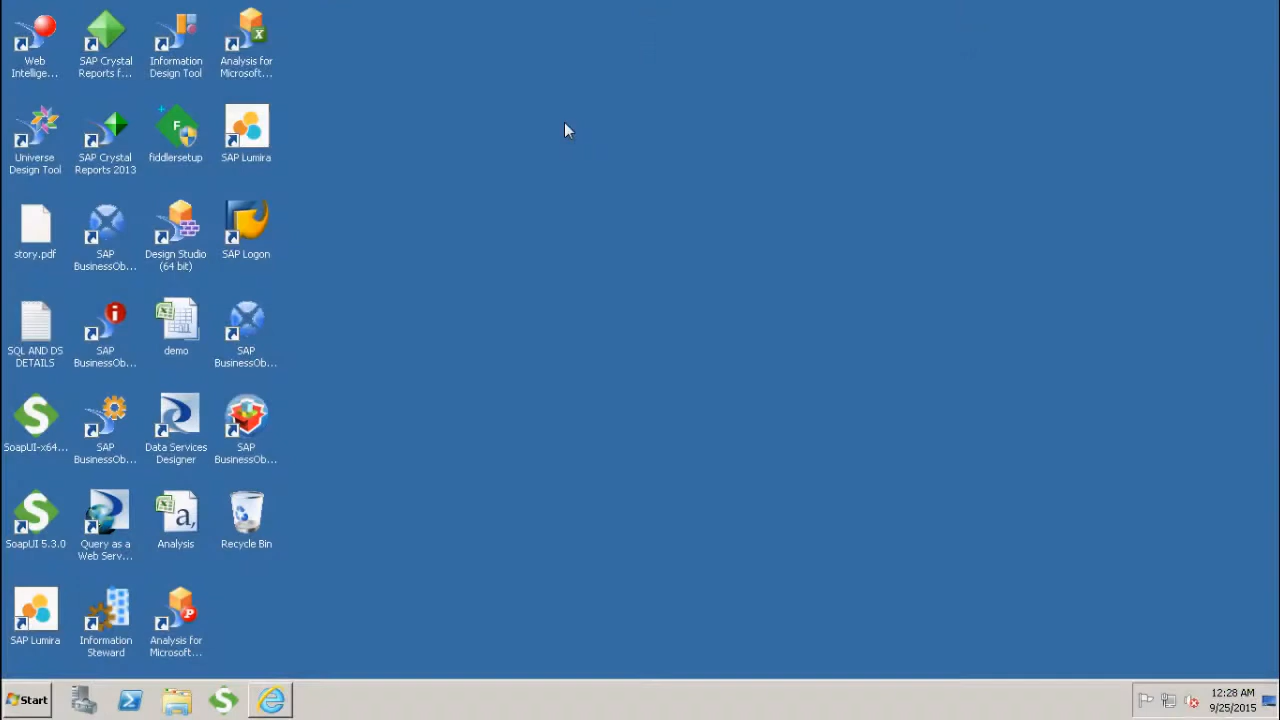 Web
Intellige...
SAP Crystal
Reports f...
Information
Design Tool
Analysis for
Microsoft...
X
Universe
Design Tool
SAP Crystal
Reports 2013
F
fiddlersetup
SAP Lumira
story.pdf
SAP
BusinessOb...
Design Studio
(64 bit)
SAP Logon
SQL AND DS
DETAILS
i
SAP
BusinessOb...
demo
SAP
BusinessOb...
S
SoapUI-x64...
SAP
BusinessOb...
Data Services
Designer
SAP
BusinessOb...
S
SoapUI 5.3.0
Query as a
Web Serv...
a,
Analysis
Recycle Bin
SAP Lumira
Information
Steward
P
Analysis for
Microsoft...
Start
S
12:28 AM
9/25/2015